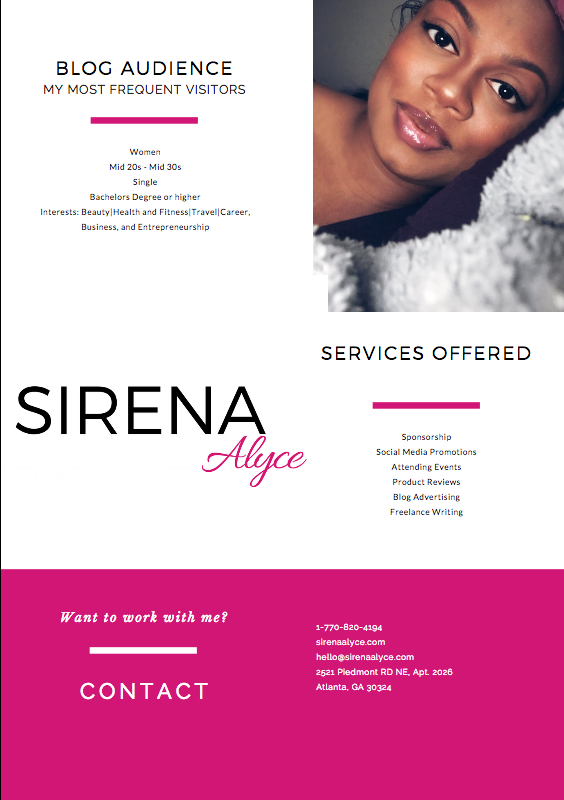 BLOG AUDIENCE
MY MOST FREQUENT VISITORS
Women
Mid 20s - Mid 30s
Single
Bachelors Degree or higher
Interests: Beauty|Health and Fitness|Travel|Career,
Business, and Entrepreneurship
SIRENA
Alyce
SERVICES OFFERED
Sponsorship
Social Media Promotions
Attending Events
Product Reviews
Blog Advertising
Freelance Writing
Want to work with me?
CONTACT
1-770-820-4194
sirenaalyce.com
hello@sirenaalyce.com
2521 Piedmont RD NE, Apt. 2026
Atlanta, GA 30324